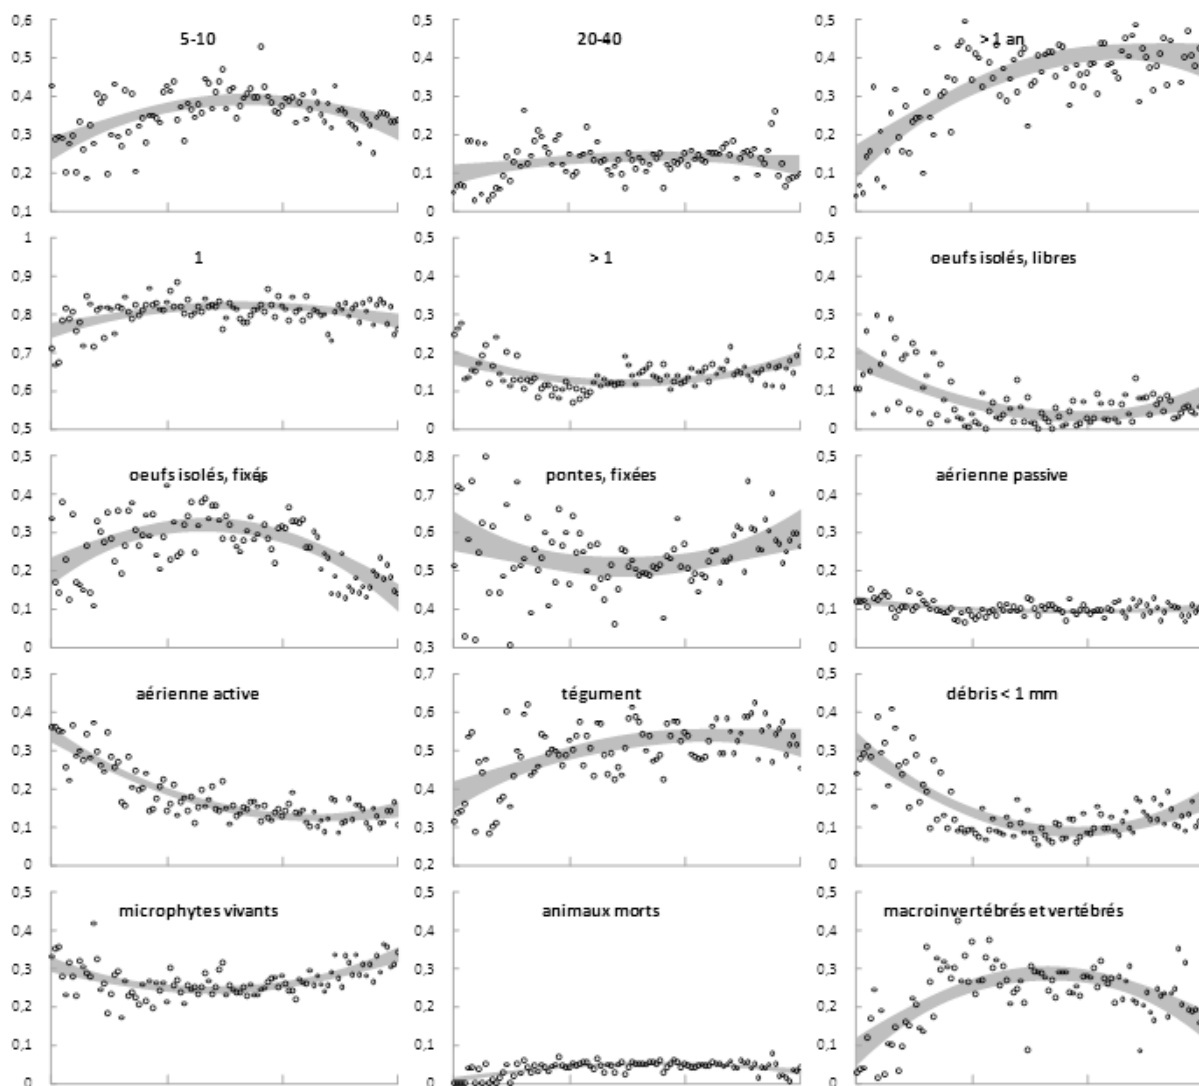 0,6 0,5 0,5
5-10 20-40 > 1 an
0,5 0,4 0,4
0,4 0,3 0,3
0,3 0,2 0,2
0,2 0,1 0,1
0,1 0 0
1 0,5 0,5
1 > 1 oeufs isolés, libres
0,9 0,4 0,4
0,8 0,3 0,3
0,7 0,2 0,2
0,6 0,1 0,1
0,5 0 0
0,5 0,8 0,5
oeufs isolés, fixés pontes, fixées aérienne passive
0,4 0,7 0,4
0,3 0,6 0,3
0,2 0,5 0,2
0,1 0,4 0,1
0 0,3 0
0,5 0,7 0,5
aérienne active tégument débris < 1 mm
0,4 0,6 0,4
0,3 0,5 0,3
0,2 0,4 0,2
0,1 0,3 0,1
0 0,2 0
0,5 0,5 0,5
microphytes vivants animaux morts macroinvertébrés et vertébrés
0,4 0,4 0,4
0,3 0,3 0,3
0,2 0,2 0,2
0,1 0,1 0,1
0 0 0